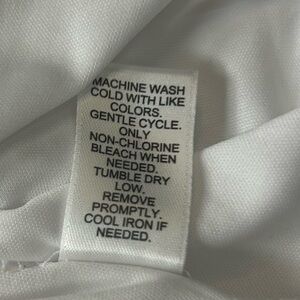 MACHINE WASH
COLD WITH LIKE
COLORS.
GENTLE CYCLE.
ONLY
NON-CHLORINE
BLEACH WHEN
NEEDED.
TUMBLE DRY
LOW.
REMOVE
PROMPTLY.
COOL IRON IF
NEEDED.